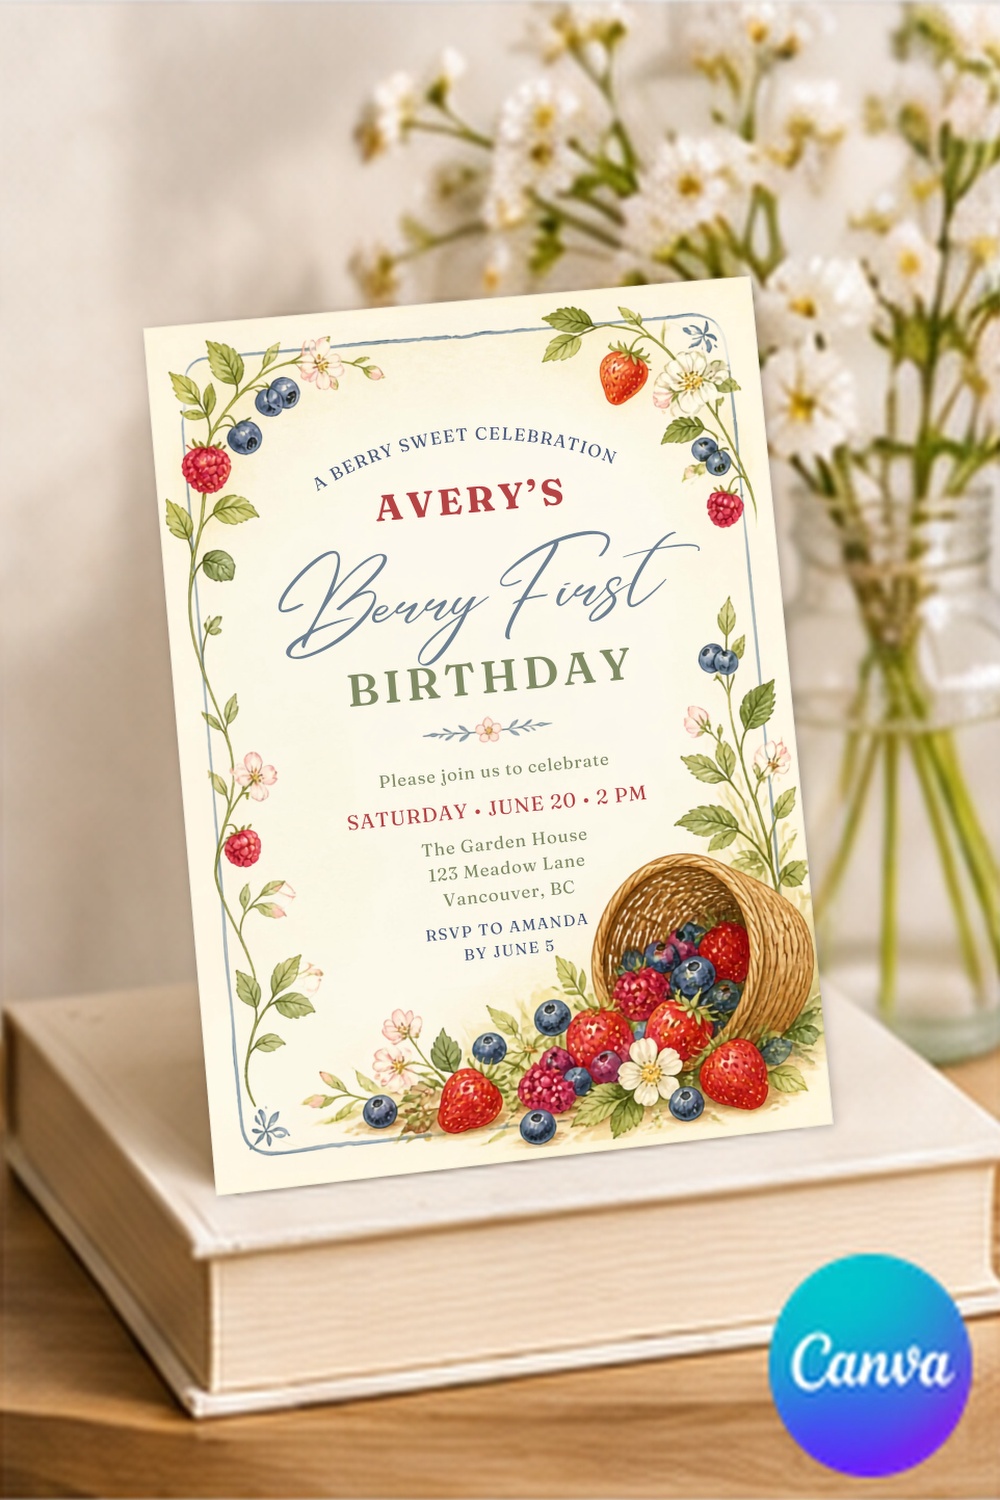 A BERRY SWEET CELEBRATION
AVERY'S
Berry First
BIRTHDAY
Please join us to celebrate
SATURDAY • JUNE 20 • 2 PM
The Garden House
123 Meadow Lane
Vancouver, BC
RSVP TO AMANDA
BY JUNE 5
Canva